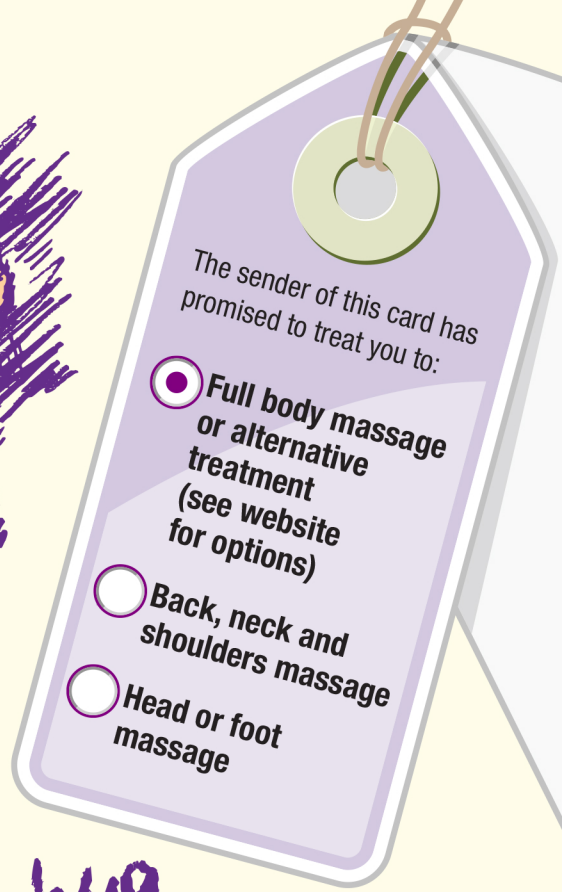 The sender of this card has
promised to treat you to:
Full body massage
or alternative
treatment
(see website
for options)
Back, neck and
shoulders massage
Head or foot
massage